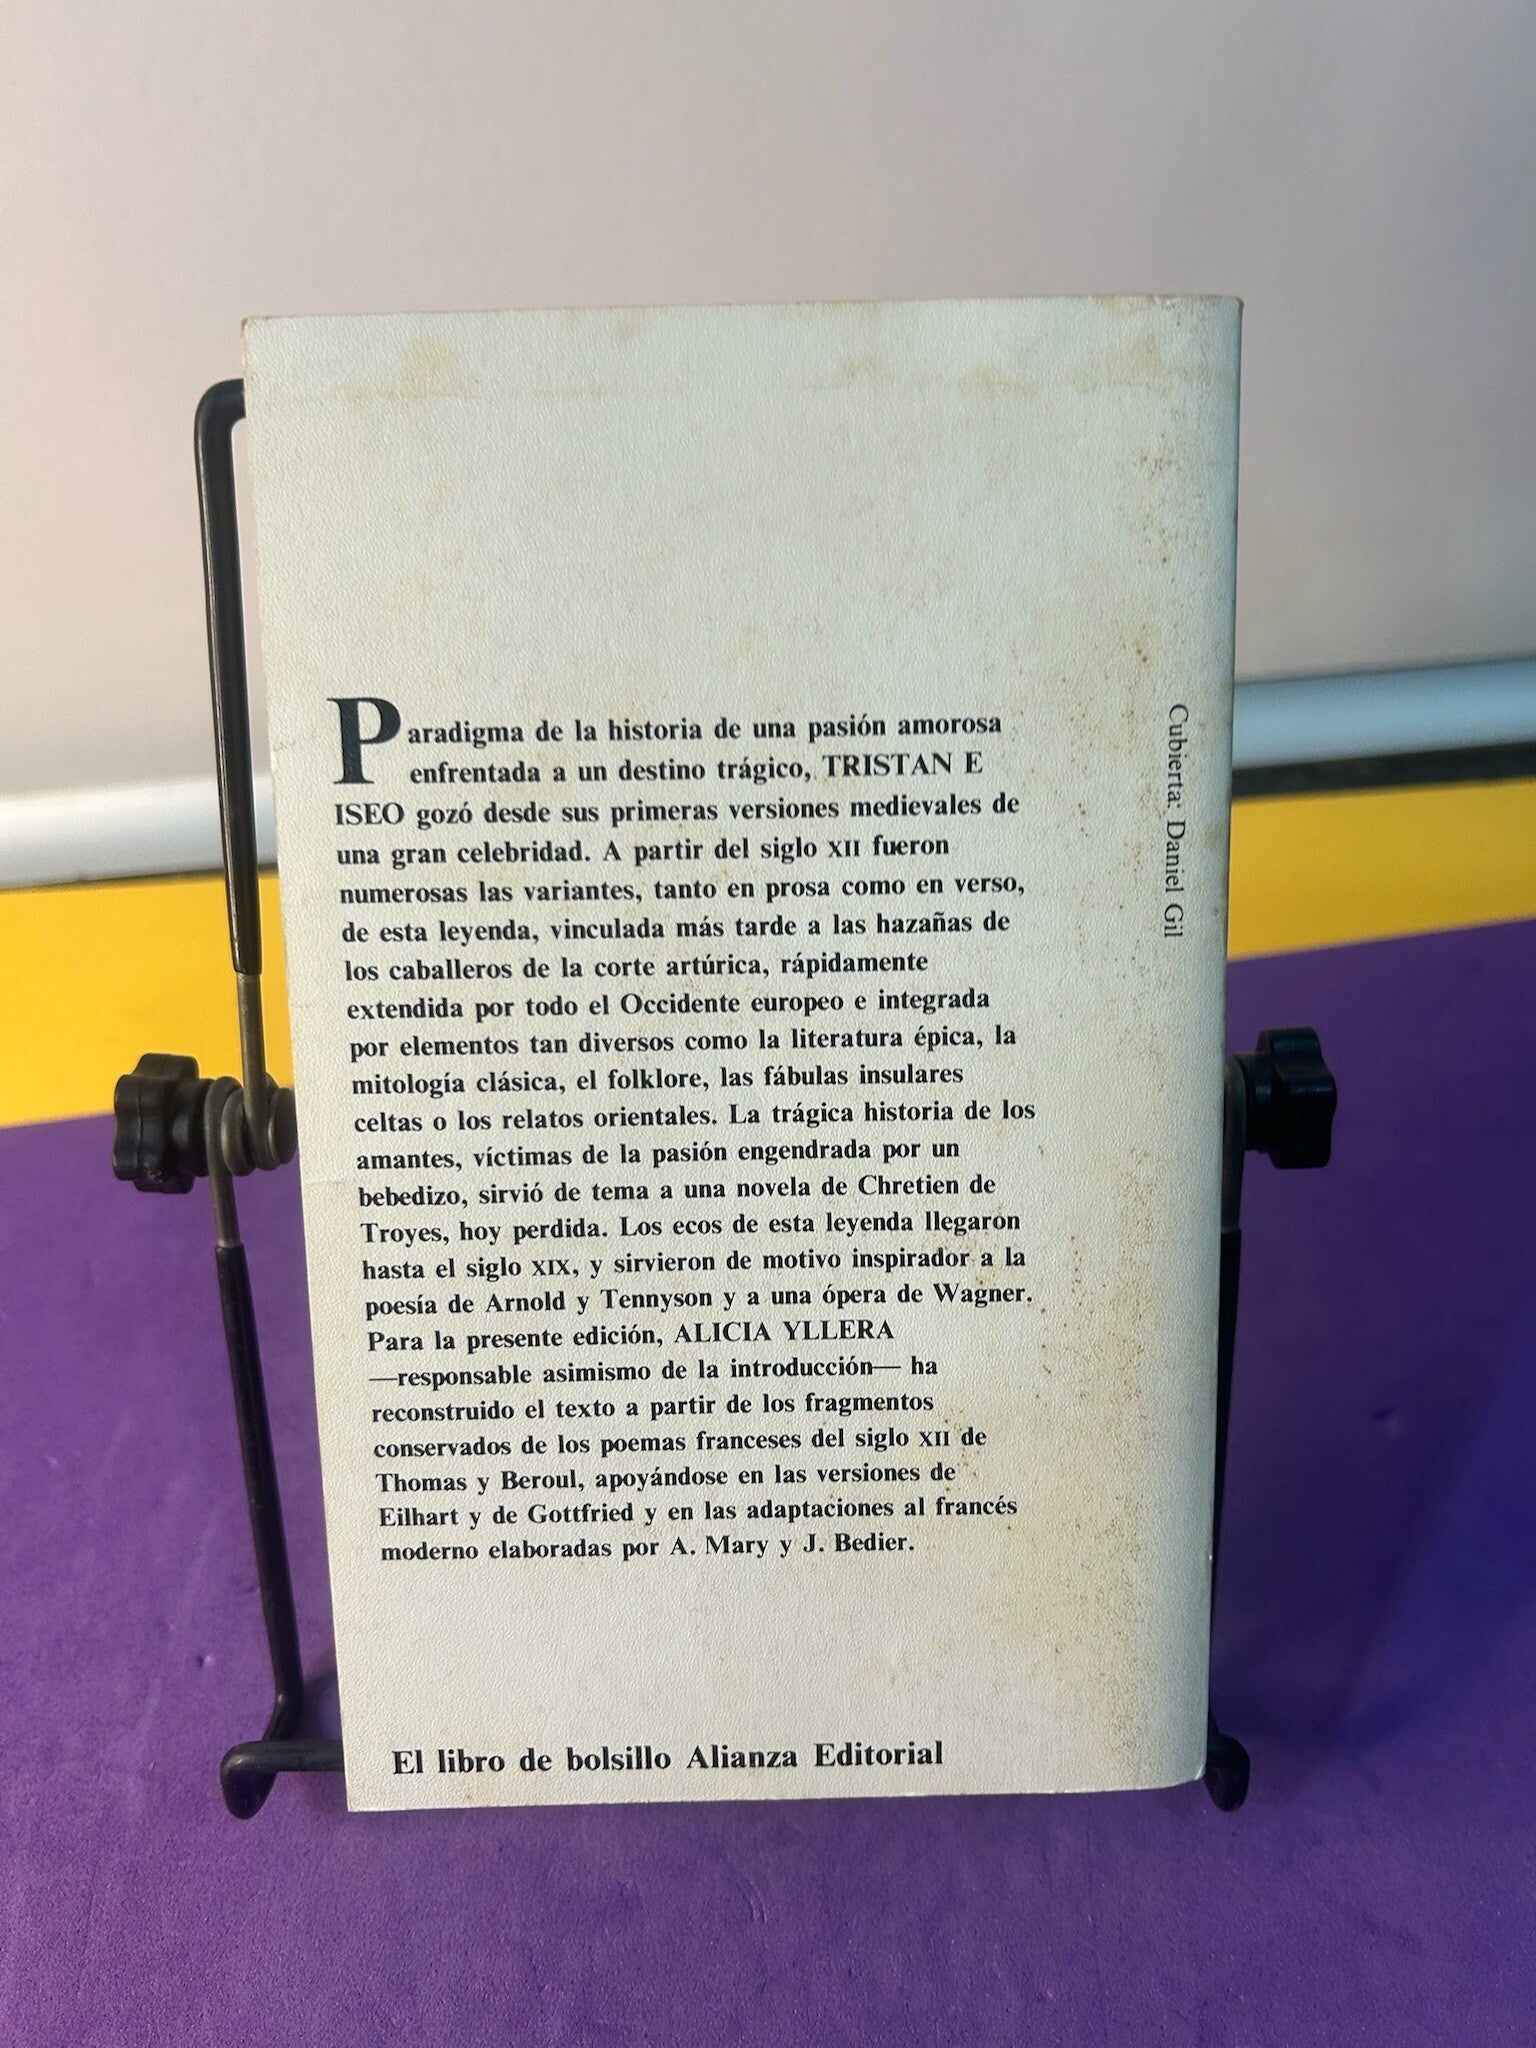 Paradigma de la historia de una pasión amorosa
enfrentada a un destino trágico, TRISTAN E
ISEO gozó desde sus primeras versiones medievales de
una gran celebridad. A partir del siglo XII fueron
numerosas las variantes, tanto en prosa como en verso,
de esta leyenda, vinculada más tarde a las hazañas de
los caballeros de la corte artúrica, rápidamente
extendida por todo el Occidente europeo e integrada
por elementos tan diversos como la literatura épica, la
mitología clásica, el folklore, las fábulas insulares
celtas o los relatos orientales. La trágica historia de los
amantes, víctimas de la pasión engendrada por un
bebedizo, sirvió de tema a una novela de Chretien de
Troyes, hoy perdida. Los ecos de esta leyenda llegaron
hasta el siglo XIX, y sirvieron de motivo inspirador a la
poesía de Arnold y Tennyson y a una ópera de Wagner.
Para la presente edición, ALICIA YLLERA
—responsable asimismo de la introducción— ha
reconstruido el texto a partir de los fragmentos
conservados de los poemas franceses del siglo XII de
Thomas y Beroul, apoyándose en las versiones de
Eilhart y de Gottfried y en las adaptaciones al francés
moderno elaboradas por A. Mary y J. Bedier.
El libro de bolsillo Alianza Editorial
Cubierta: Daniel Gil